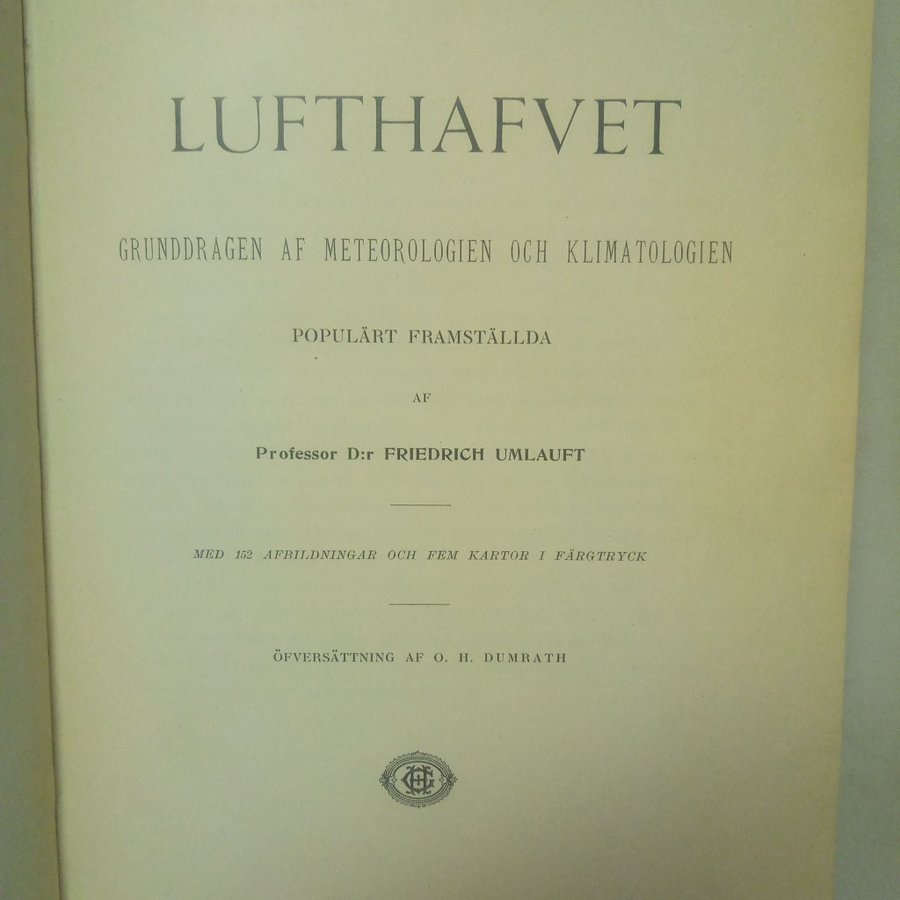 LUFTHAFVET
GRUNDDRAGEN AF METEOROLOGIEN OCH KLIMATOLOGIEN
POPULÄRT FRAMSTÄLLDA
AF
Professor D:r FRIEDRICH UMLAUFT
MED 152 AFBILDNINGAR OCH FEM KARTOR I FÄRGTRYCK
ÖFVERSÄTTNING AF O. H. DUMRATH